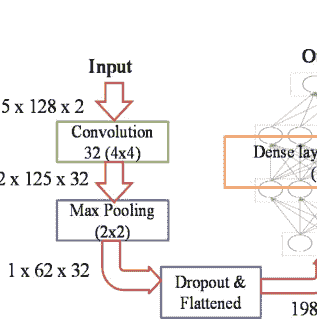 Input
5 x 128 x 2
Convolution
32 (4x4)
2 x 125 x 32
Max Pooling
(2x2)
1 x 62 x 32
Dropout &
Flattened
Dense lay
(
198
O